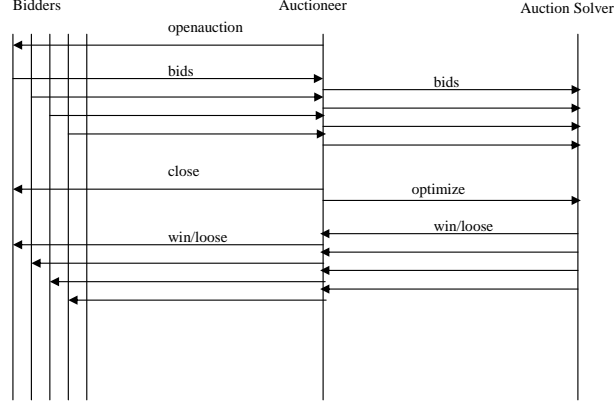 Bidders Auctioneer Auction Solver
openauction
bids
bids
close
optimize
win/loose
win/loose